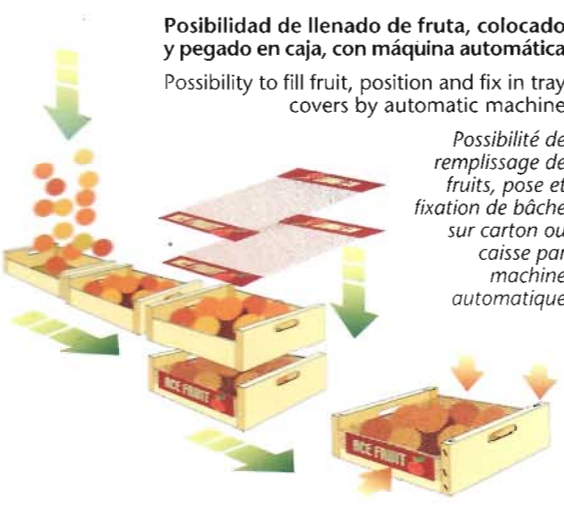 Posibilidad de llenado de fruta, colocado
y pegado en caja, con máquina automática
Possibility to fill fruit, position and fix in tray
covers by automatic machine
Possibilité de
remplissage de
fruits, pose et
fixation de bâche
sur carton ou
caisse par
machine
automatique
ACE FRUIT
ACE FRUIT